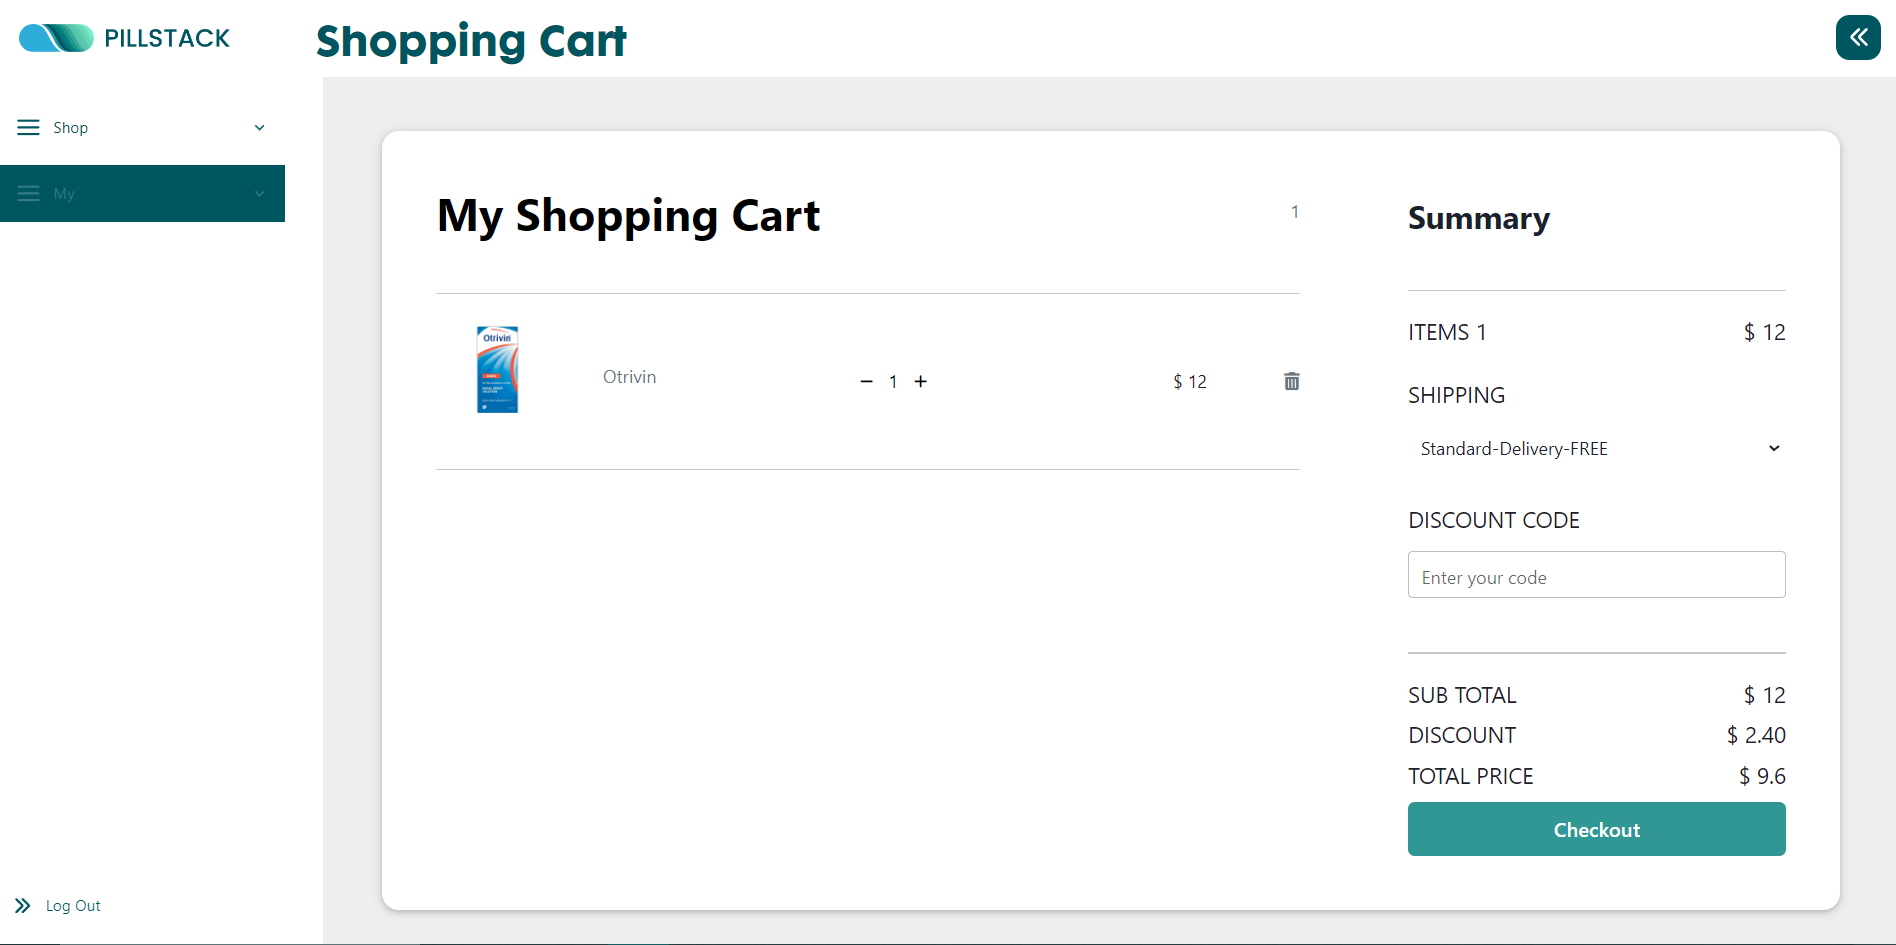 PILLSTACK
Shopping Cart
Shop
My
Log Out
My Shopping Cart
1
Otrivin
Otrivin
1
$ 12
Summary
ITEMS 1
$ 12
SHIPPING
Standard-Delivery-FREE
DISCOUNT CODE
Enter your code
SUB TOTAL
$ 12
DISCOUNT
$ 2.40
TOTAL PRICE
$ 9.6
Checkout